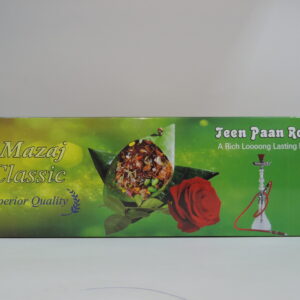 Mazaj
Classic
perior Quality
Teen Paan Ro
A Rich Loooong Lasting